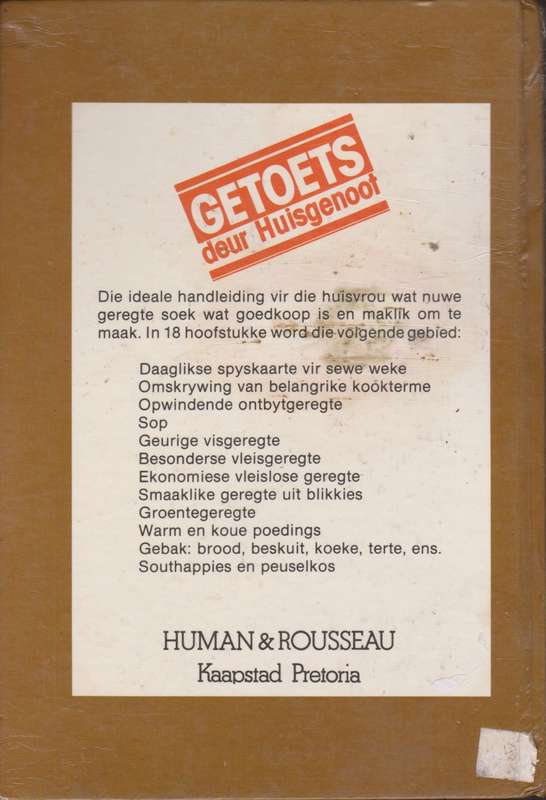 GETOETS
deur Huisgenoot
Die ideale handleiding vir die huisvrou wat nuwe
geregte soek wat goedkoop is en maklik om te
maak. In 18 hoofstukke word die volgende gebied:
Daaglikse spyskaarte vir sewe weke
Omskrywing van belangrike kookterme
Opwindende ontbytgeregte
Sop
Geurige visgeregte
Besonderse vleisgeregte
Ekonomiese vleislose geregte
Smaaklike geregte uit blikkies
Groentegeregte
Warm en koue poedings
Gebak: brood, beskuit, koeke, terte, ens.
Southappies en peuselkos
HUMAN & ROUSSEAU
Kaapstad Pretoria